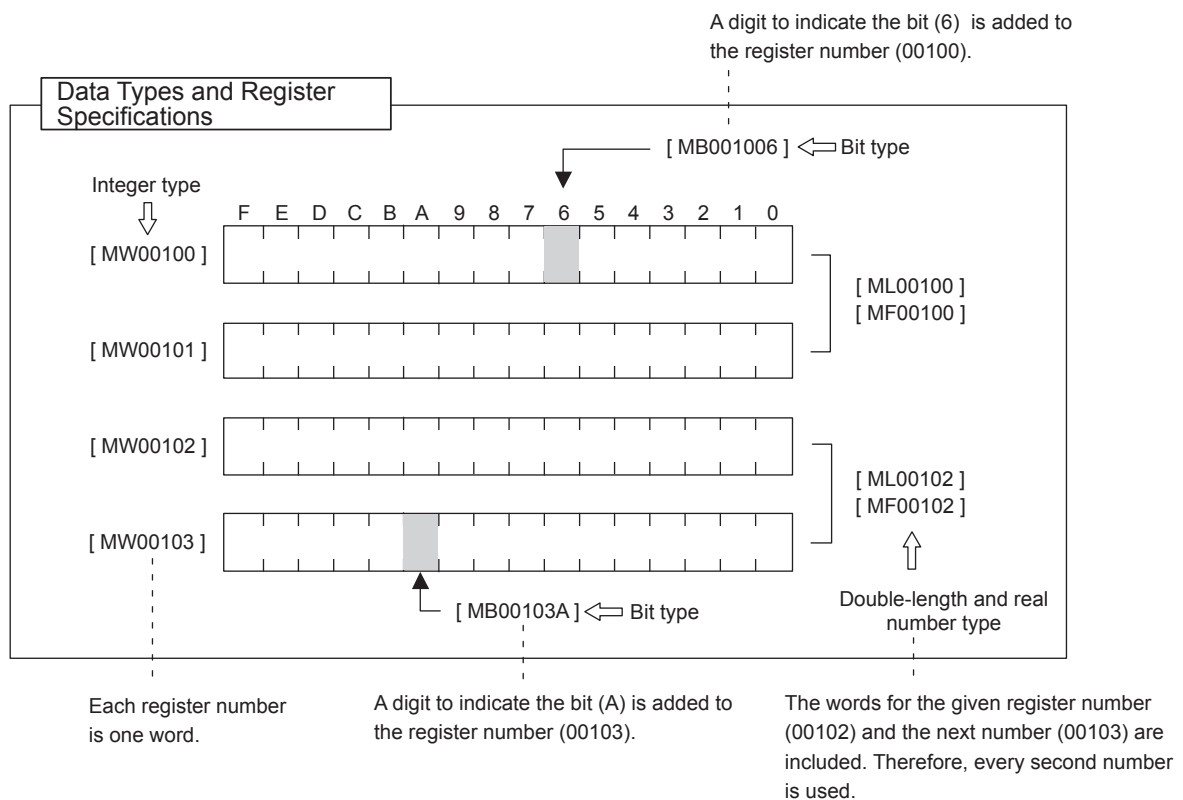 A digit to indicate the bit (6) is added to
the register number (00100).
Data Types and Register
Specifications
[ MB001006 ] Bit type
Integer type
F E D C B A 9 8 7 6 5 4 3 2 1 0
[ MW00100 ]
[ ML00100 ]
[ MF00100 ]
[ MW00101 ]
[ MW00102 ]
[ ML00102 ]
[ MF00102 ]
[ MW00103 ]
[ MB00103A ] Bit type
Double-length and real
number type
Each register number
is one word.
A digit to indicate the bit (A) is added to
the register number (00103).
The words for the given register number
(00102) and the next number (00103) are
included. Therefore, every second number
is used.